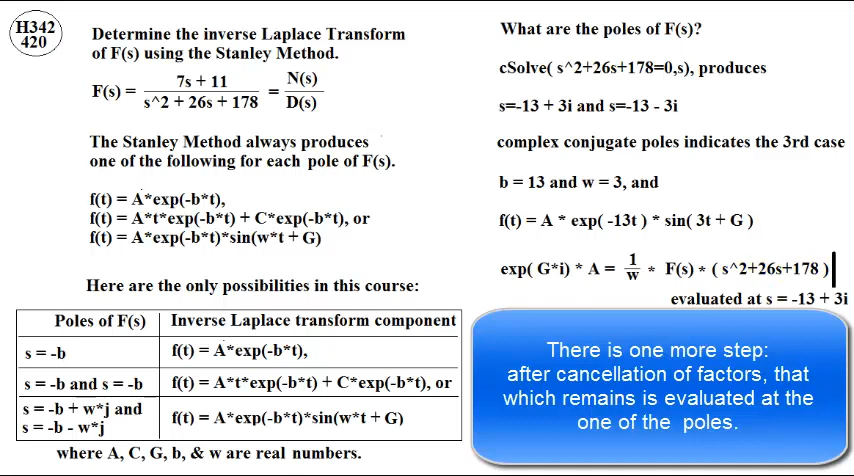 H342
420
Determine the inverse Laplace Transform
of F(s) using the Stanley Method.
F(s) = 7s + 11 / s^2 + 26s + 178 = N(s) / D(s)
The Stanley Method always produces
one of the following for each pole of F(s).
f(t) = A*exp(-b*t),
f(t) = A*t*exp(-b*t) + C*exp(-b*t), or
f(t) = A*exp(-b*t)*sin(w*t + G)
Here are the only possibilities in this course:
Poles of F(s) Inverse Laplace transform component
s = -b f(t) = A*exp(-b*t),
s = -b and s = -b f(t) = A*t*exp(-b*t) + C*exp(-b*t), or
s = -b + w*j and
s = -b - w*j f(t) = A*exp(-b*t)*sin(w*t + G)
where A, C, G, b, & w are real numbers.
What are the poles of F(s)?
cSolve( s^2+26s+178=0,s), produces
s=-13 + 3i and s=-13 - 3i
complex conjugate poles indicates the 3rd case
b = 13 and w = 3, and
f(t) = A * exp( -13t ) * sin( 3t + G )
exp( G*i) * A = 1/w * F(s) * ( s^2+26s+178 )|
evaluated at s = -13 + 3i
There is one more step:
after cancellation of factors, that
which remains is evaluated at the
one of the poles.